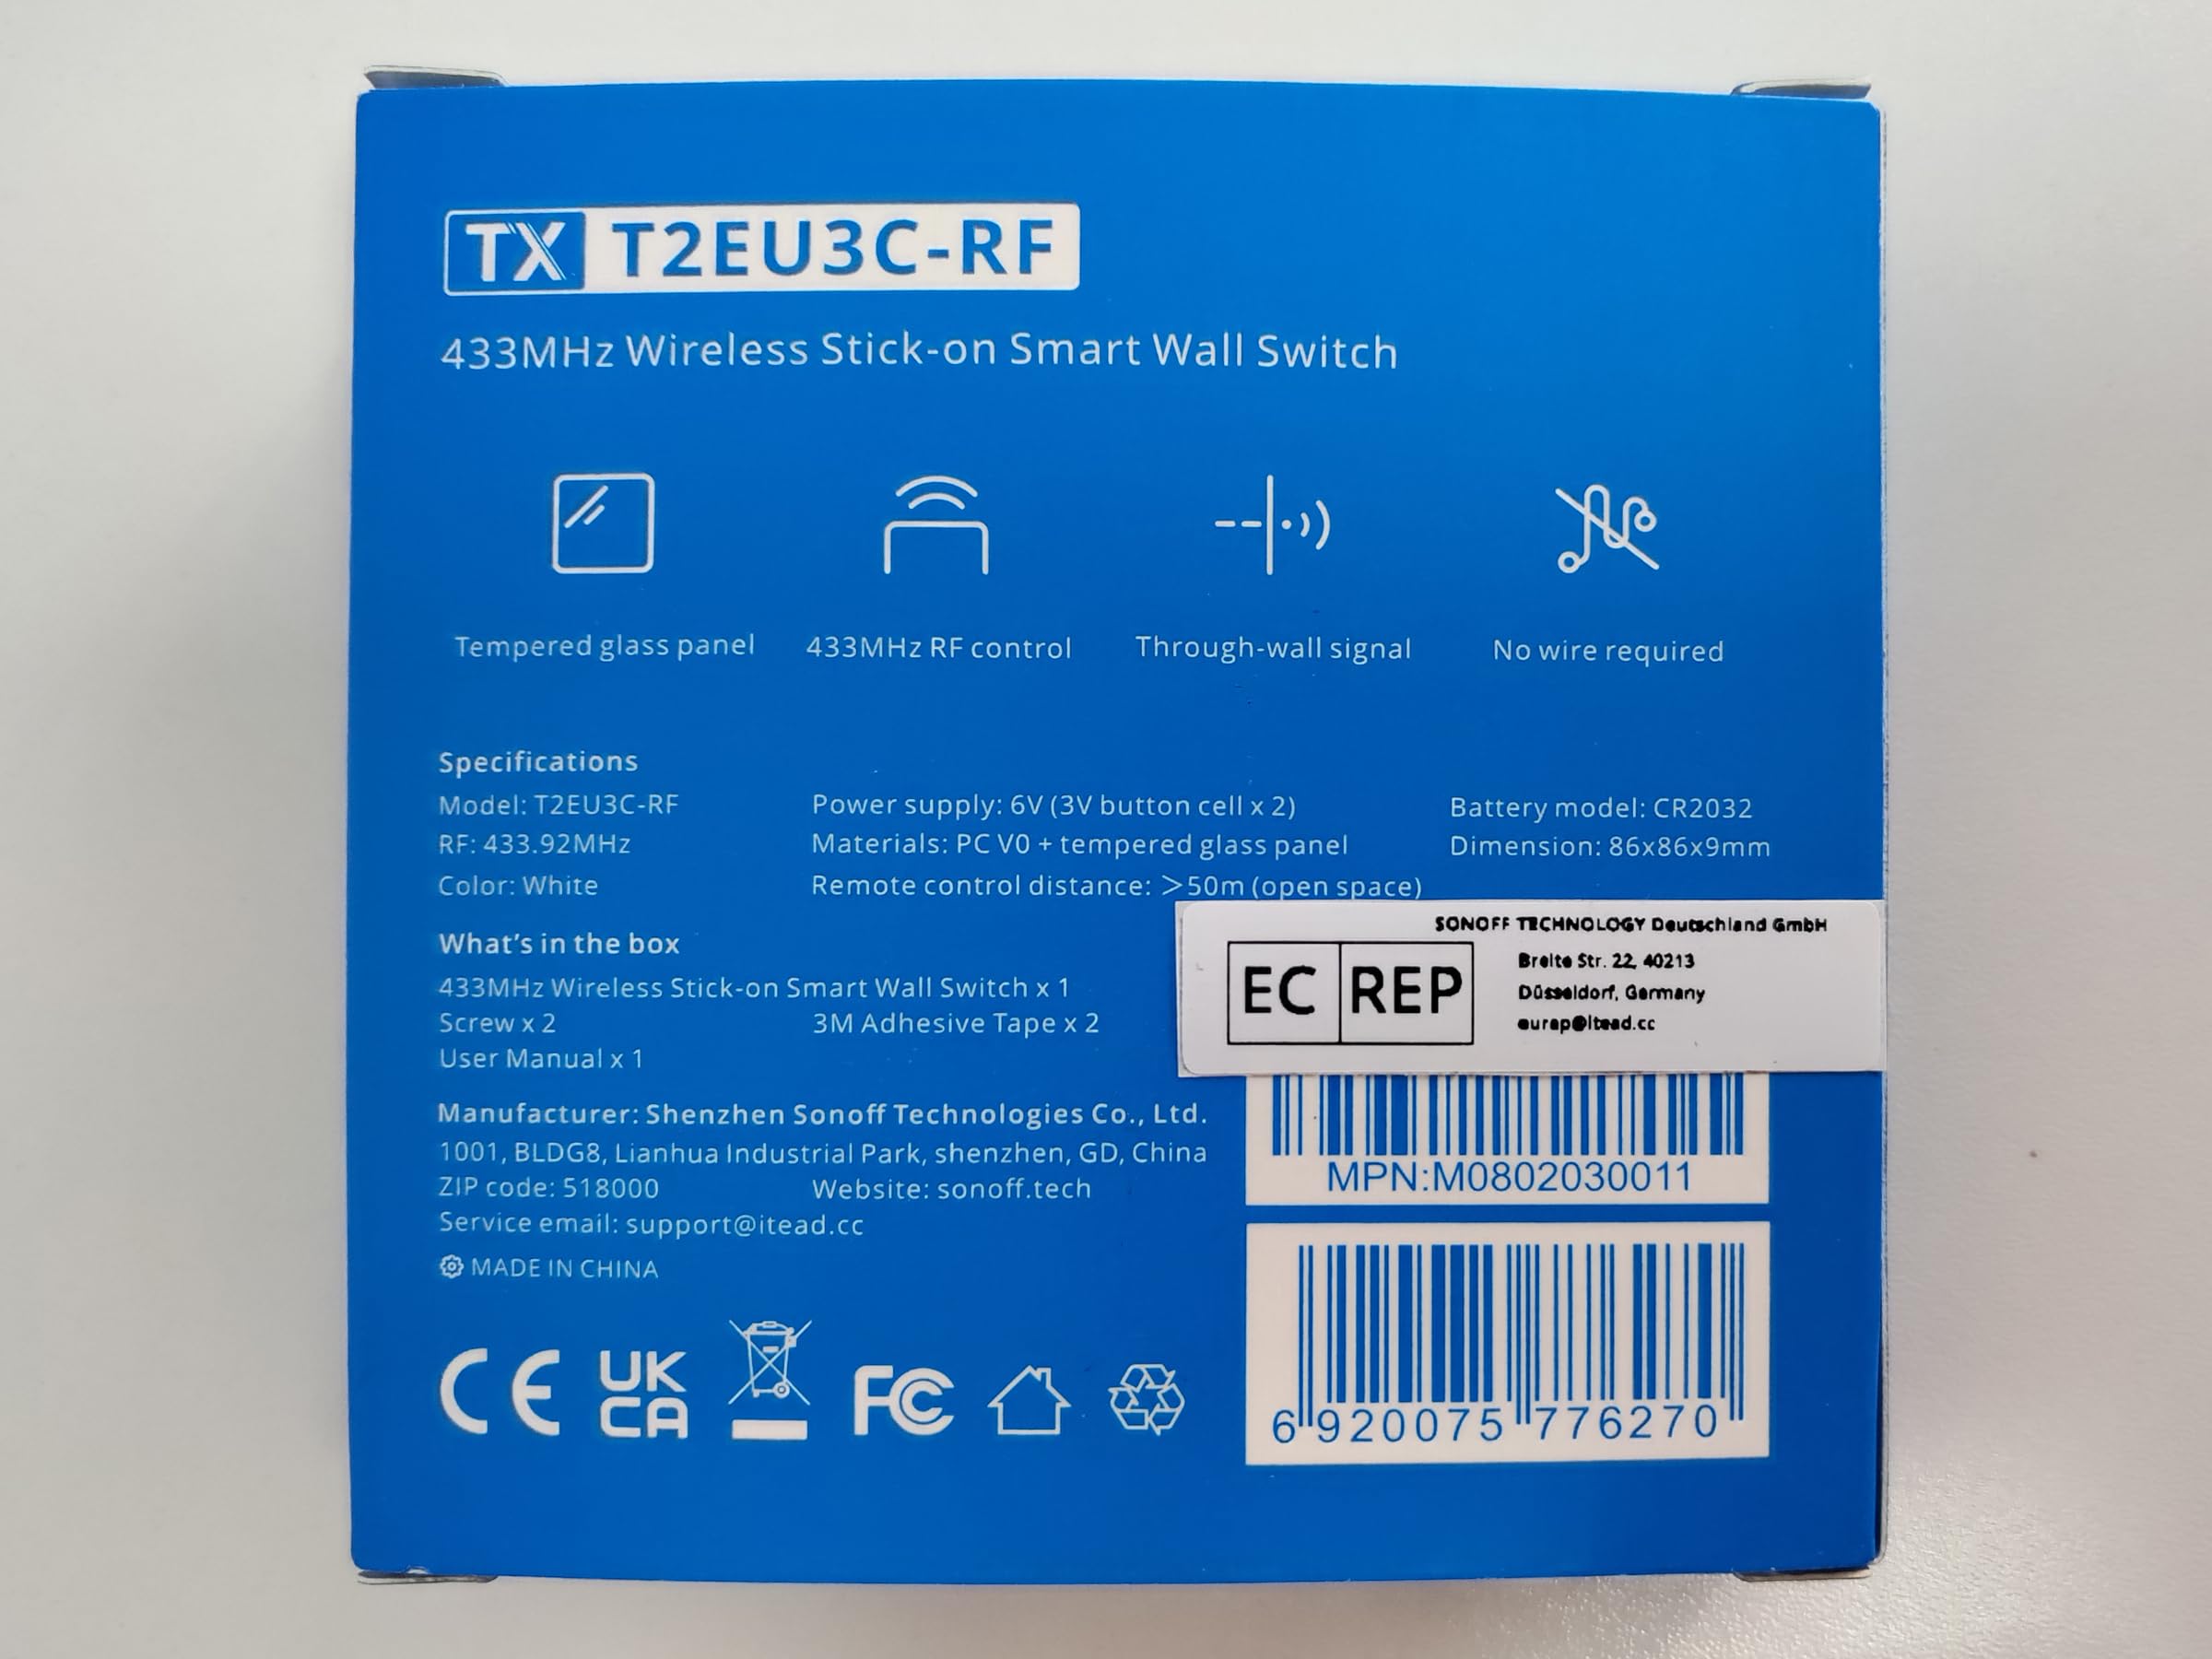 TX T2EU3C-RF
433MHz Wireless Stick-on Smart Wall Switch
Tempered glass panel 433MHz RF control Through-wall signal No wire required
Specifications
Model: T2EU3C-RF Power supply: 6V (3V button cell x 2) Battery model: CR2032
RF: 433.92MHz Materials: PC V0 + tempered glass panel Dimension: 86x86x9mm
Color: White Remote control distance: >50m (open space)
What's in the box
433MHz Wireless Stick-on Smart Wall Switch x 1
Screw x 2 3M Adhesive Tape x 2
User Manual x 1
Manufacturer: Shenzhen Sonoff Technologies Co., Ltd.
1001, BLDG8, Lianhua Industrial Park, shenzhen, GD, China
ZIP code: 518000 Website: sonoff.tech
Service email: support@itead.cc
MADE IN CHINA
CE UK CA FC
SONOFF TECHNOLOGY Deutschland GmbH
EC REP
Breite Str. 22, 40213
Düsseldorf, Germany
eurep@itead.cc
MPN:M0802030011
6 920075 776270